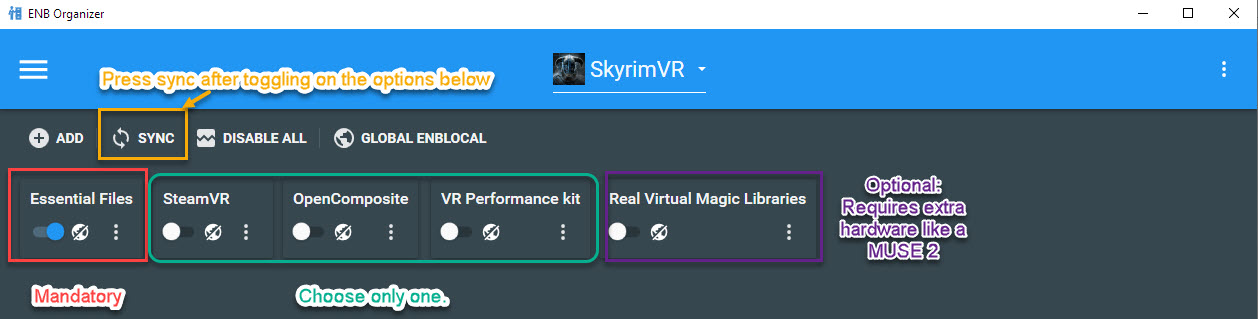 ENB Organizer
SkyrimVR
Press sync after toggling on the options below
ADD
SYNC
DISABLE ALL
GLOBAL ENBLOCAL
Essential Files
SteamVR
OpenComposite
VR Performance kit
Real Virtual Magic Libraries
Optional:
Requires extra
hardware like a
MUSE 2
Mandatory
Choose only one.